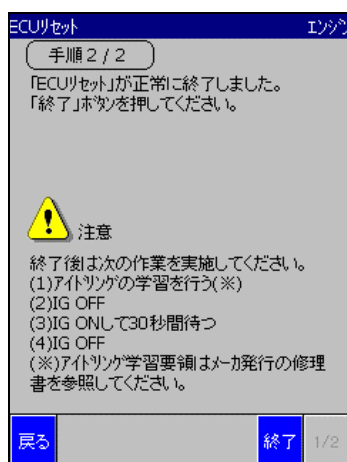 ECUﾘｾｯﾄ エンジン
手順２/２
「ECUﾘｾｯﾄ」が正常に終了しました。
「終了」ﾎﾞﾀﾝを押してください。
注意
終了後は次の作業を実施してください。
(1)ｱｲﾄﾞﾘﾝｸﾞの学習を行う(※)
(2)IG OFF
(3)IG ONして30秒間待つ
(4)IG OFF
(※)ｱｲﾄﾞﾘﾝｸﾞ学習要領はﾒｰｶ発行の修理
書を参照してください。
戻る 終了 1/2